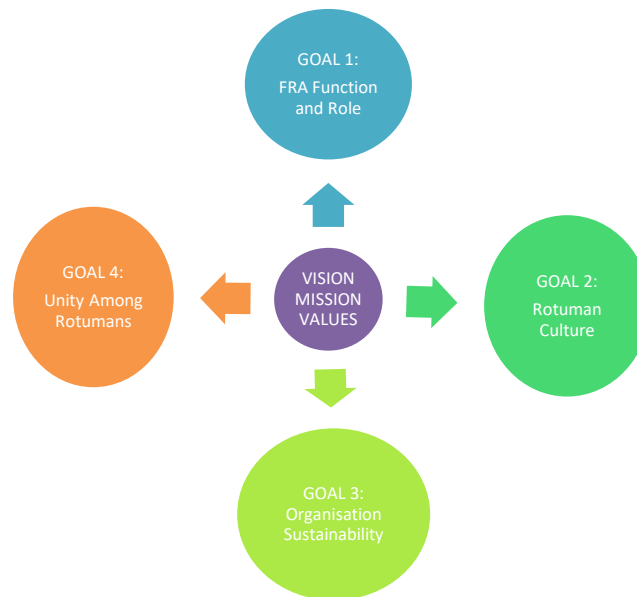 GOAL 1:
FRA Function
and Role
GOAL 4:
Unity Among
Rotumans
VISION
MISSION
VALUES
GOAL 2:
Rotuman
Culture
GOAL 3:
Organisation
Sustainability